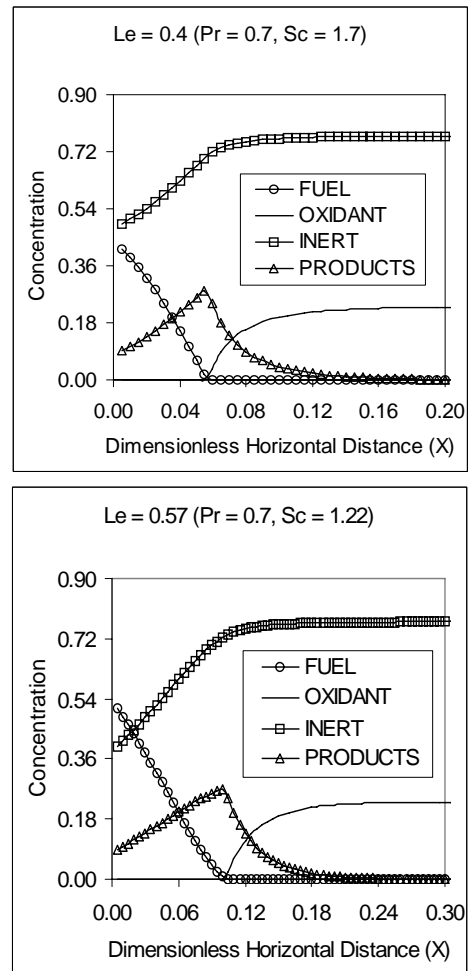 Le = 0.4 (Pr = 0.7, Sc = 1.7)
0.90
0.72
0.54
0.36
0.18
0.00
Concentration
FUEL
OXIDANT
INERT
PRODUCTS
0.00 0.04 0.08 0.12 0.16 0.20
Dimensionless Horizontal Distance (X)
Le = 0.57 (Pr = 0.7, Sc = 1.22)
0.90
0.72
0.54
0.36
0.18
0.00
Concentration
FUEL
OXIDANT
INERT
PRODUCTS
0.00 0.06 0.12 0.18 0.24 0.30
Dimensionless Horizontal Distance (X)